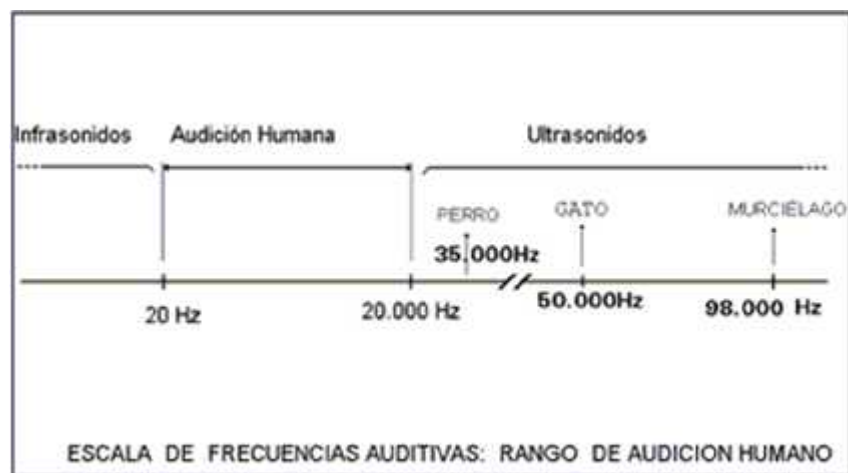 Infrasonidos Audición Humana Ultrasonidos
PERRO GATO MURCIÉLAGO
35.000Hz
20 Hz 20.000 Hz 50.000Hz 98.000 Hz
ESCALA DE FRECUENCIAS AUDITIVAS: RANGO DE AUDICION HUMANO